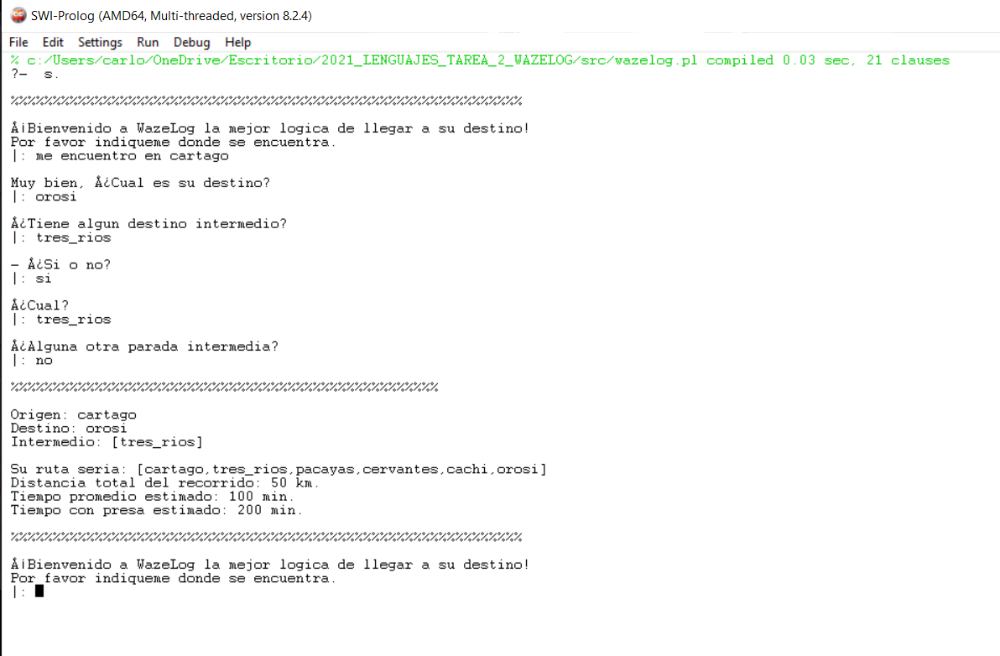 SWI-Prolog (AMD64, Multi-threaded, version 8.2.4)
File Edit Settings Run Debug Help
% c:/Users/carlo/OneDrive/Escritorio/2021_LENGUAJES_TAREA_2_WAZELOG/src/wazelog.pl compiled 0.03 sec, 21 clauses
?- s.
%%%%%%%%%%%%%%%%%%%%%%%%%%%%%%%%%%%%%%%%%%%%%%%%%%%%%%%%%%%%%
Â¡Bienvenido a WazeLog la mejor logica de llegar a su destino!
Por favor indiqueme donde se encuentra.
|: me encuentro en cartago
Muy bien, Â¿Cual es su destino?
|: orosi
Â¿Tiene algun destino intermedio?
|: tres_rios
- Â¿Si o no?
|: si
Â¿Cual?
|: tres_rios
Â¿Alguna otra parada intermedia?
|: no
%%%%%%%%%%%%%%%%%%%%%%%%%%%%%%%%%%%%%%%%%%%%%%%%%%%
Origen: cartago
Destino: orosi
Intermedio: [tres_rios]
Su ruta seria: [cartago,tres_rios,pacayas,cervantes,cachi,orosi]
Distancia total del recorrido: 50 km.
Tiempo promedio estimado: 100 min.
Tiempo con presa estimado: 200 min.
%%%%%%%%%%%%%%%%%%%%%%%%%%%%%%%%%%%%%%%%%%%%%%%%%%%%%%%%%%%%%
Â¡Bienvenido a WazeLog la mejor logica de llegar a su destino!
Por favor indiqueme donde se encuentra.
|: